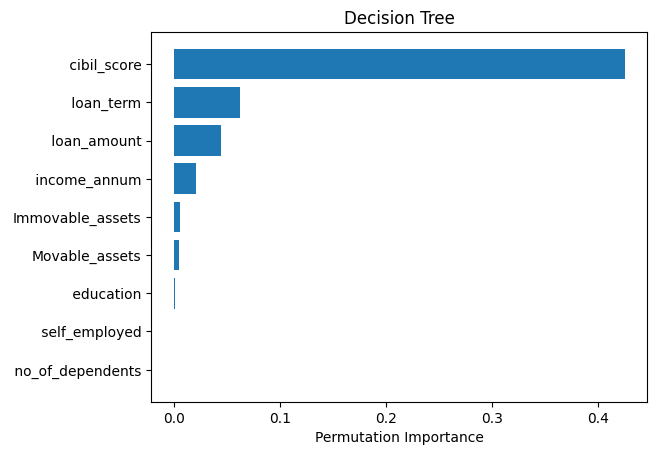 Decision Tree
cibil_score
loan_term
loan_amount
income_annum
Immovable_assets
Movable_assets
education
self_employed
no_of_dependents
0.0 0.1 0.2 0.3 0.4
Permutation Importance